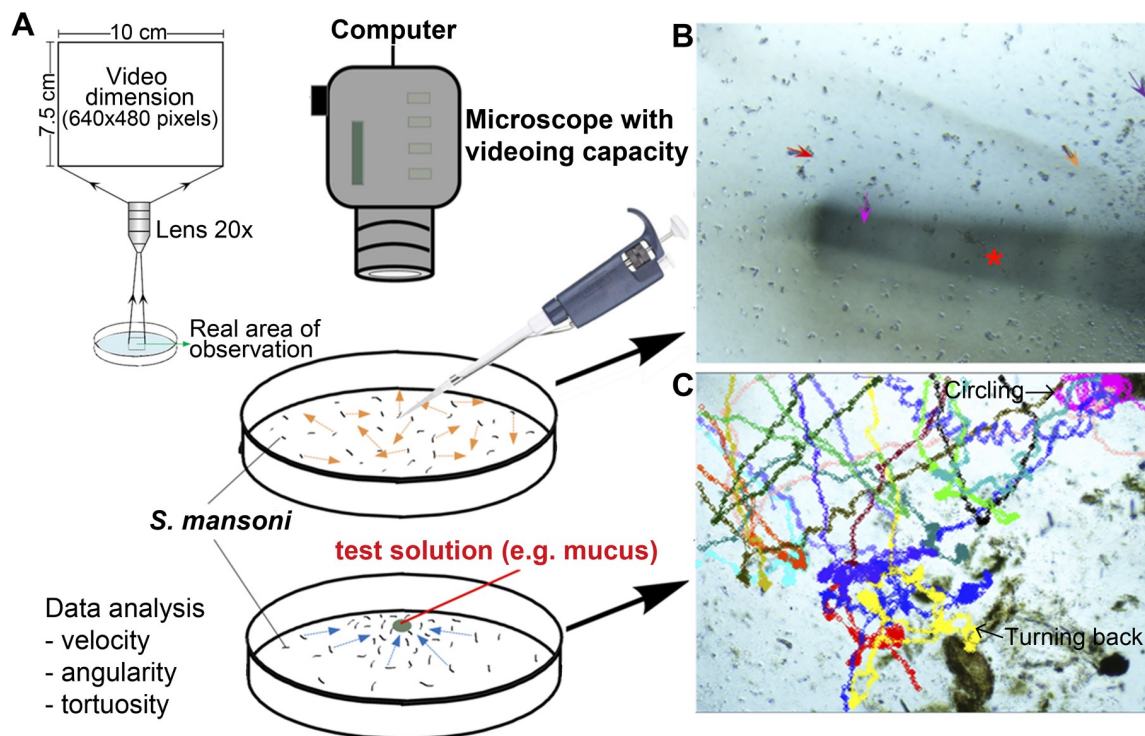 A
10 cm
7.5 cm
Video
dimension
(640x480 pixels)
Lens 20x
Real area of
observation
Computer
Microscope with
videoing capacity
S. mansoni
test solution (e.g. mucus)
Data analysis
- velocity
- angularity
- tortuosity
B
*
C
Circling
Turning back